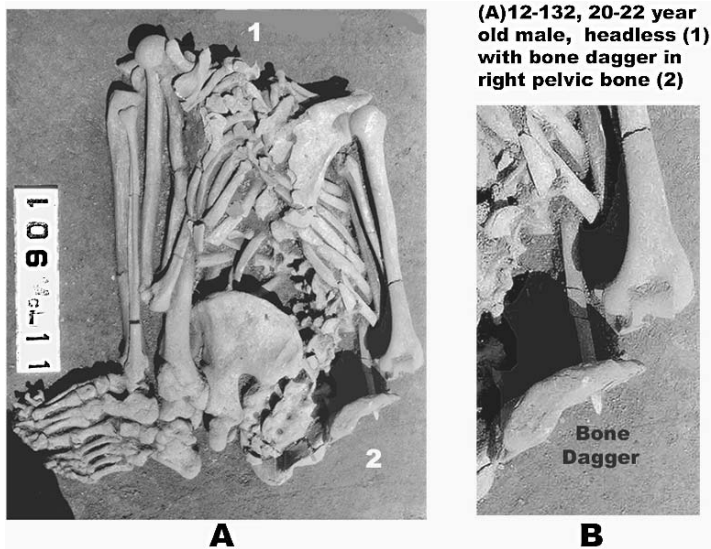 1
2
A
(A)12-132, 20-22 year
old male, headless (1)
with bone dagger in
right pelvic bone (2)
Bone
Dagger
B